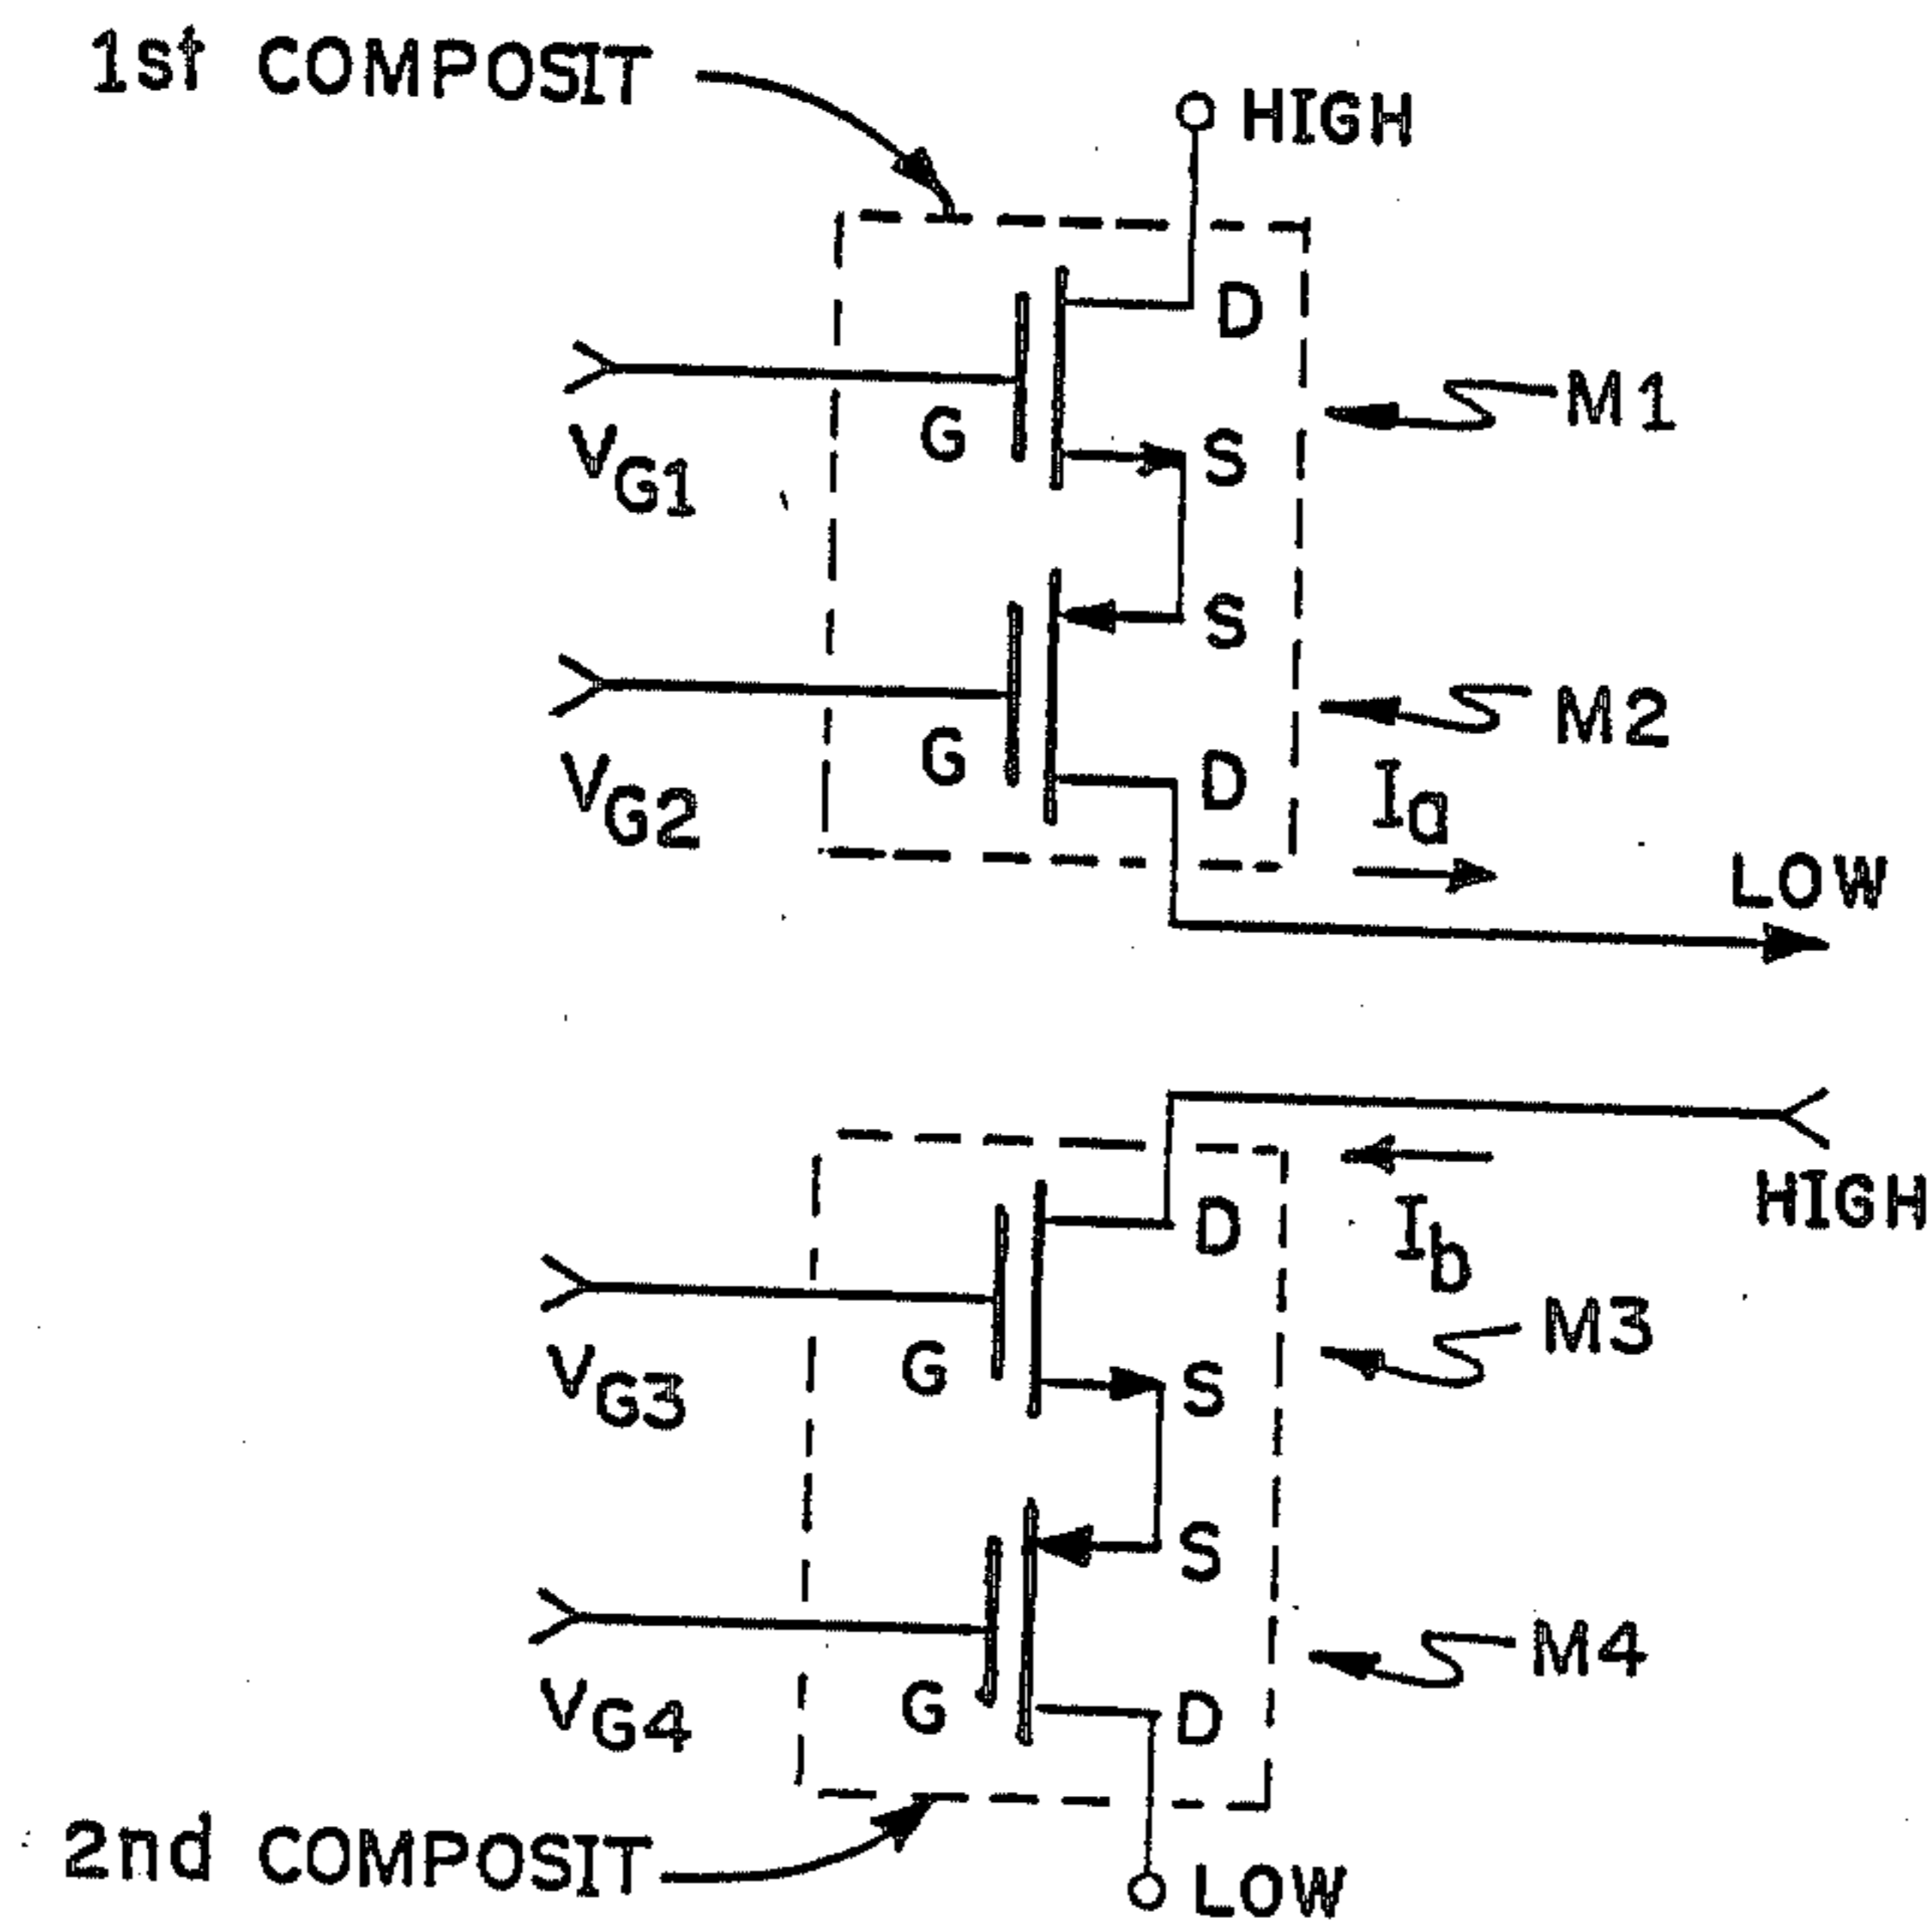 1st COMPOSIT
HIGH
D
M1
G
S
VG1
S
M2
G
D
VG2
Ia
LOW
HIGH
D
Ib
M3
G
S
VG3
S
M4
G
D
VG4
2nd COMPOSIT
LOW